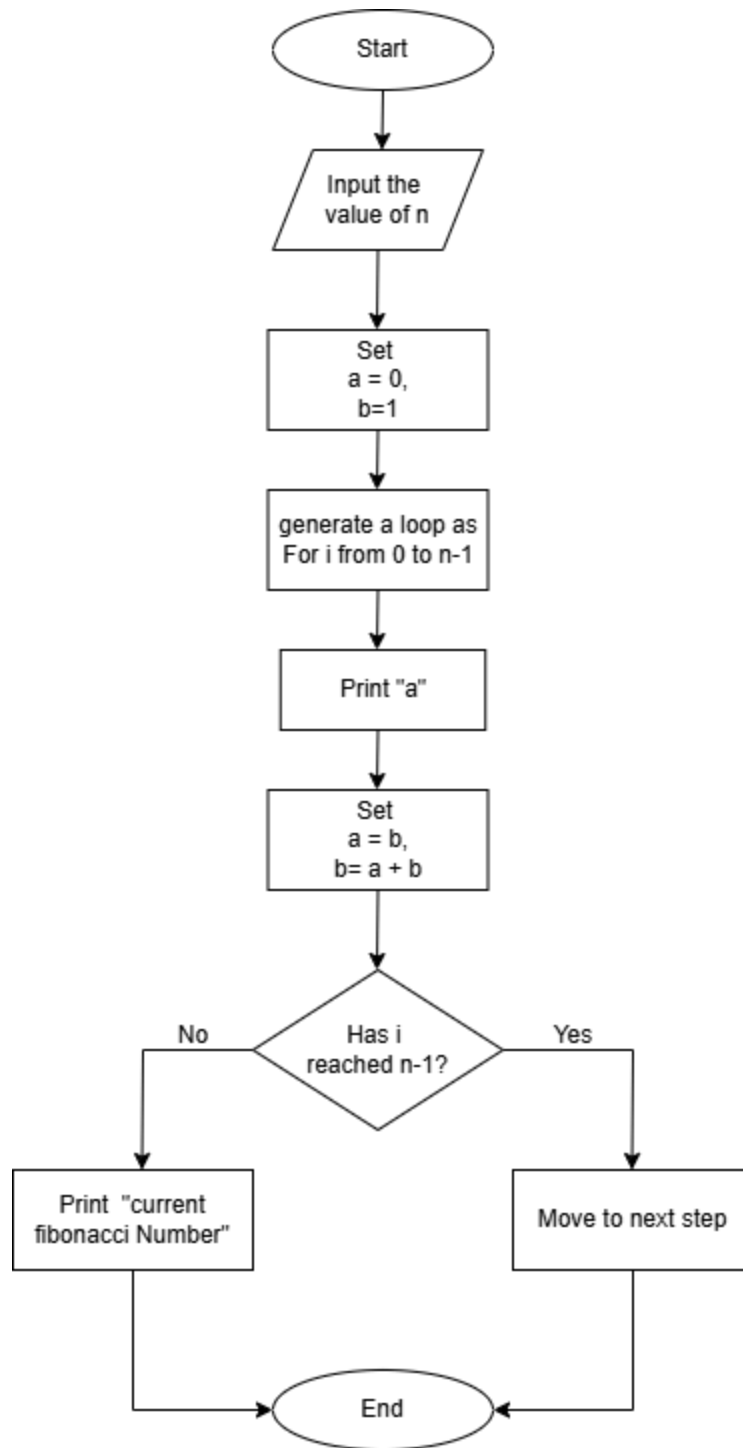 Start
Input the
value of n
Set
a = 0,
b=1
generate a loop as
For i from 0 to n-1
Print "a"
Set
a = b,
b= a + b
Has i
reached n-1?
No
Yes
Print "current
fibonacci Number"
Move to next step
End